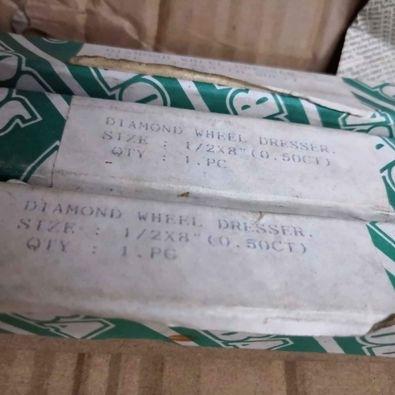 DIAMOND WHEEL DRESSER.
SIZE : 1/2X8"(0.50CT)
QTY : 1.PC
DIAMOND WHEEL DRESSER.
SIZE : 1/2X8"(0.50CT)
QTY : 1.PC